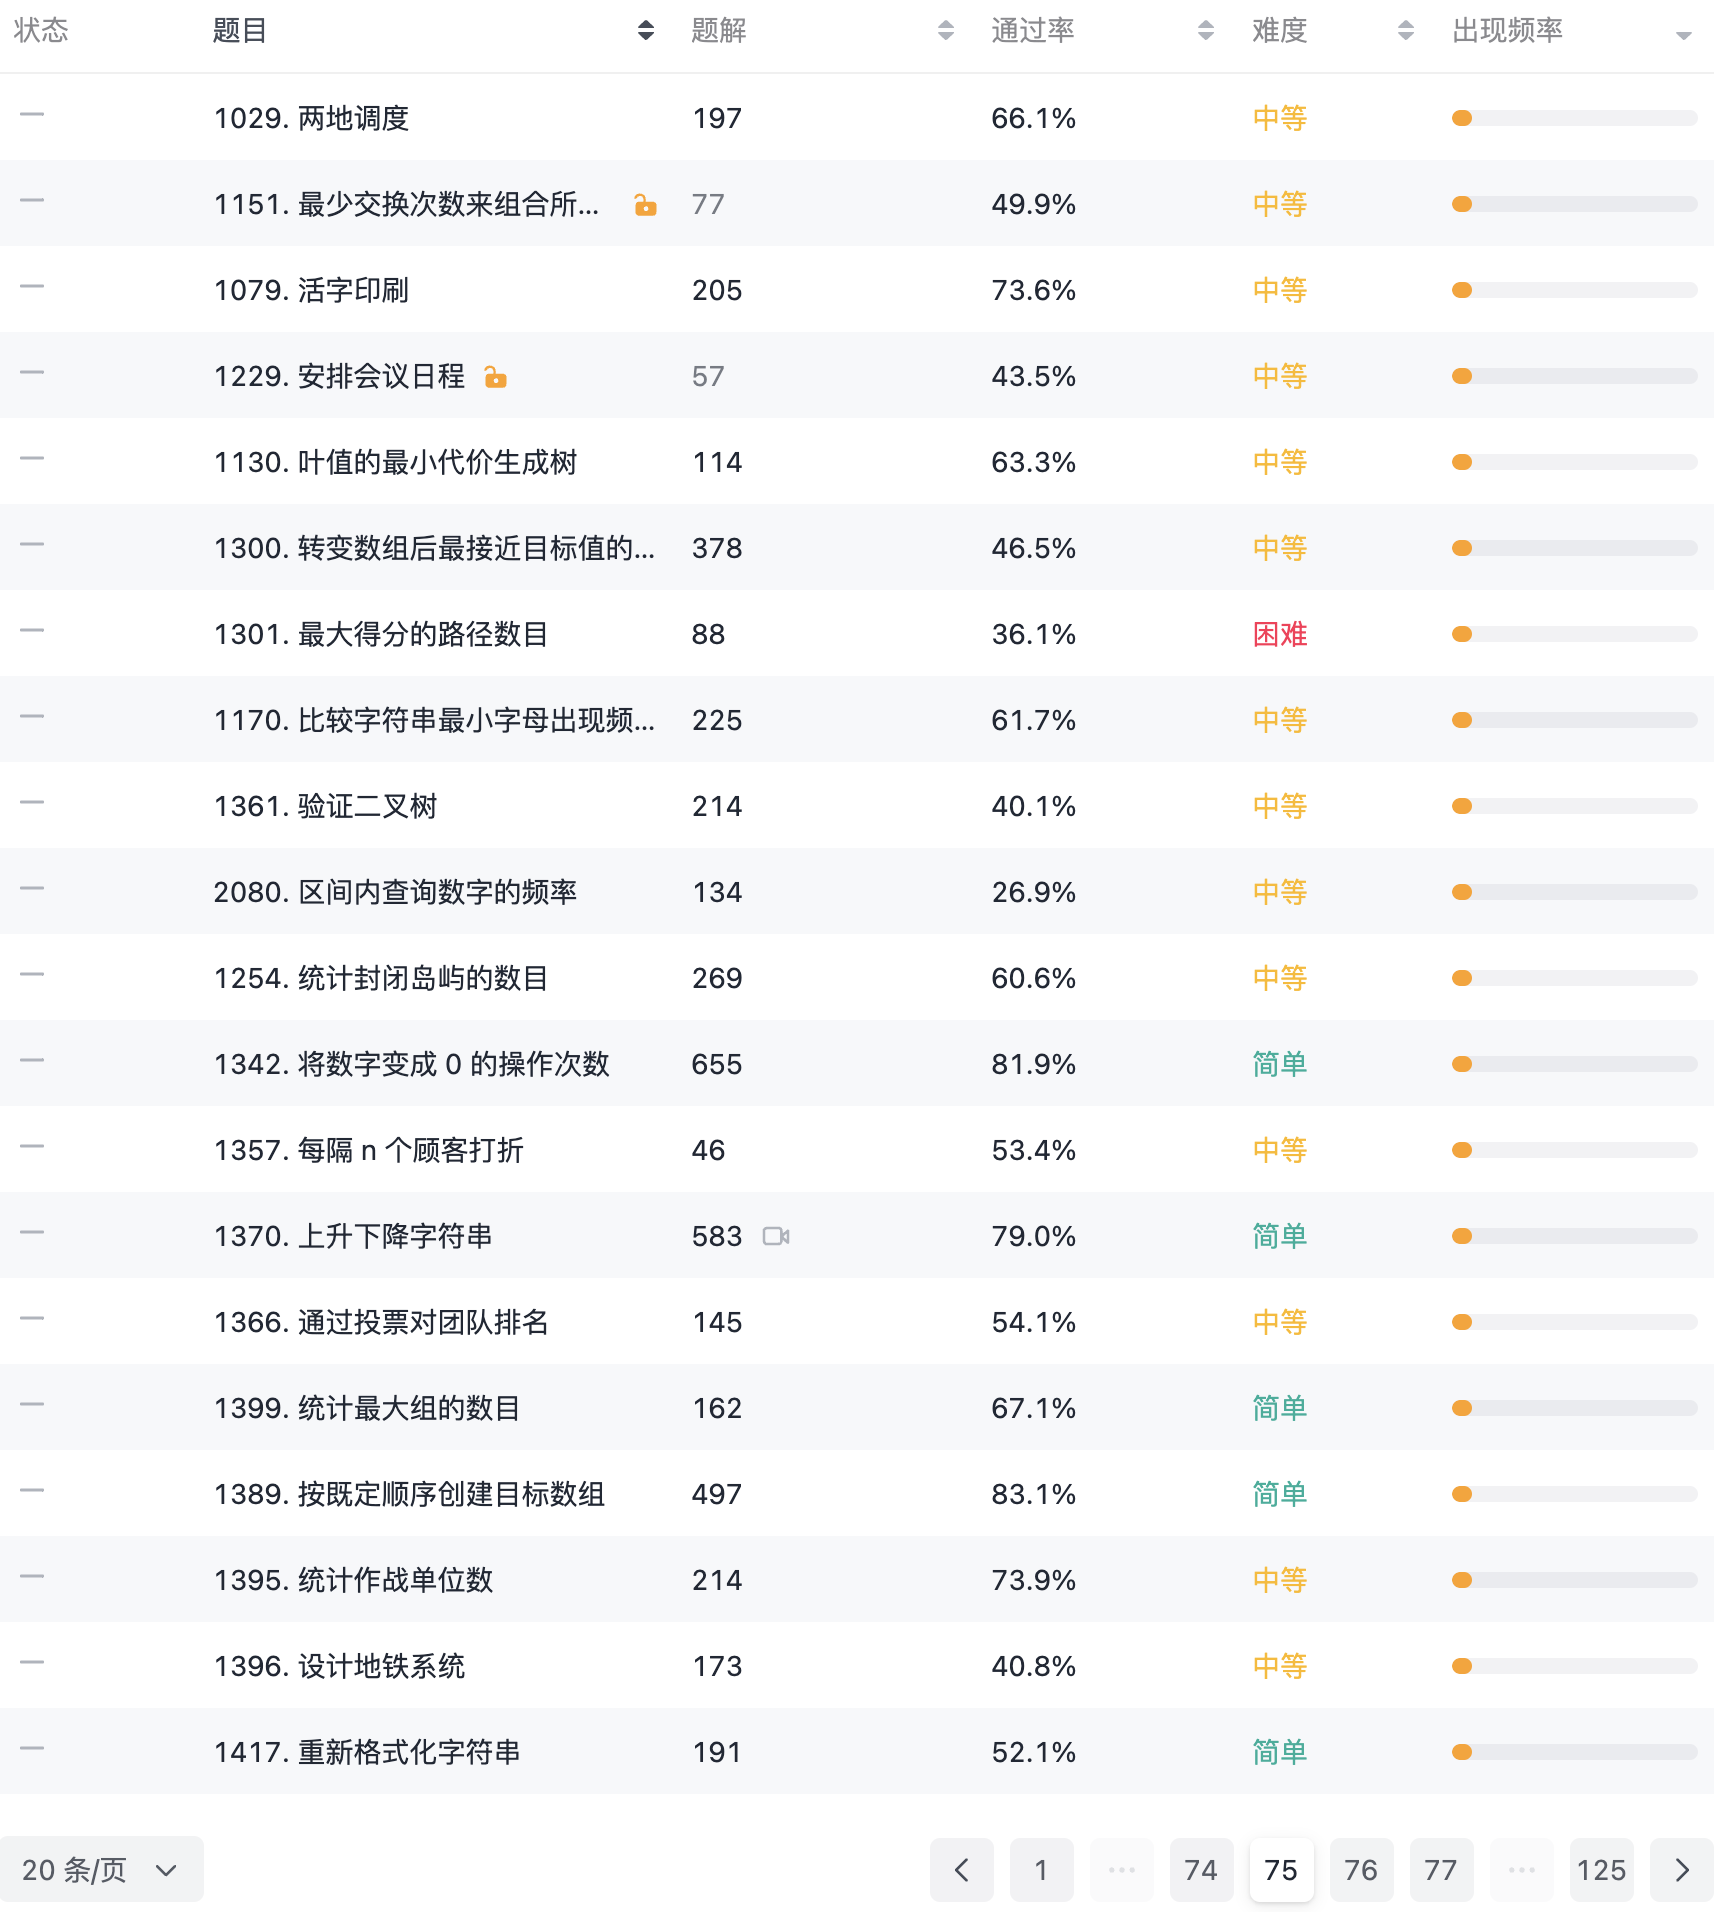 状态 题目 题解 通过率 难度 出现频率
1029. 两地调度 197 66.1% 中等
1151. 最少交换次数来组合所... 77 49.9% 中等
1079. 活字印刷 205 73.6% 中等
1229. 安排会议日程 57 43.5% 中等
1130. 叶值的最小代价生成树 114 63.3% 中等
1300. 转变数组后最接近目标值的... 378 46.5% 中等
1301. 最大得分的路径数目 88 36.1% 困难
1170. 比较字符串最小字母出现频... 225 61.7% 中等
1361. 验证二叉树 214 40.1% 中等
2080. 区间内查询数字的频率 134 26.9% 中等
1254. 统计封闭岛屿的数目 269 60.6% 中等
1342. 将数字变成 0 的操作次数 655 81.9% 简单
1357. 每隔 n 个顾客打折 46 53.4% 中等
1370. 上升下降字符串 583 79.0% 简单
1366. 通过投票对团队排名 145 54.1% 中等
1399. 统计最大组的数目 162 67.1% 简单
1389. 按既定顺序创建目标数组 497 83.1% 简单
1395. 统计作战单位数 214 73.9% 中等
1396. 设计地铁系统 173 40.8% 中等
1417. 重新格式化字符串 191 52.1% 简单
20 条/页 1 ... 74 75 76 77 ... 125